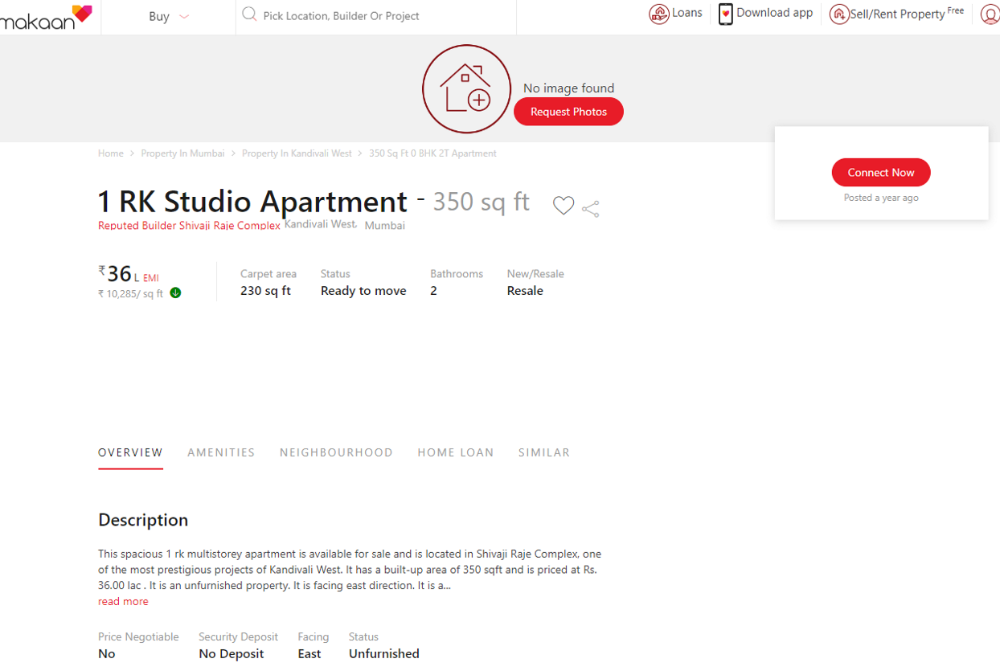 makaan
Buy
Pick Location, Builder Or Project
Loans
Download app
Sell/Rent Property Free
No image found
Request Photos
Home > Property In Mumbai > Property In Kandivali West > 350 Sq Ft 0 BHK 2T Apartment
Connect Now
Posted a year ago
1 RK Studio Apartment - 350 sq ft
Reputed Builder Shivaji Raje Complex Kandivali West, Mumbai
₹36 L EMI
₹ 10,285/ sq ft
Carpet area
230 sq ft
Status
Ready to move
Bathrooms
2
New/Resale
Resale
OVERVIEW AMENITIES NEIGHBOURHOOD HOME LOAN SIMILAR
Description
This spacious 1 rk multistorey apartment is available for sale and is located in Shivaji Raje Complex, one
of the most prestigious projects of Kandivali West. It has a built-up area of 350 sqft and is priced at Rs.
36.00 lac . It is an unfurnished property. It is facing east direction. It is a...
read more
Price Negotiable
No
Security Deposit
No Deposit
Facing
East
Status
Unfurnished